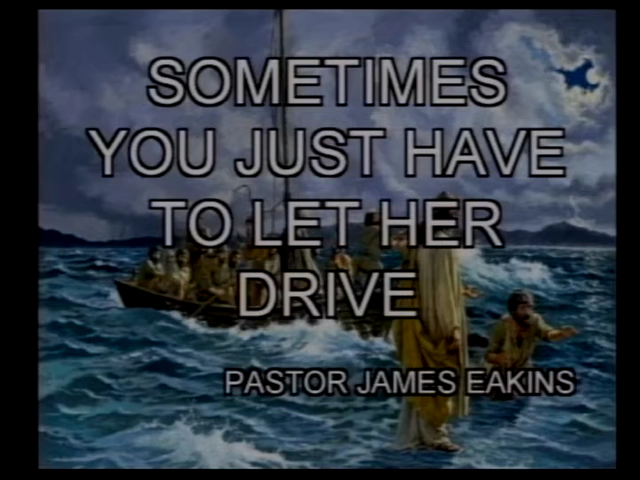 SOMETIMES
YOU JUST HAVE
TO LET HER
DRIVE
PASTOR JAMES EAKINS